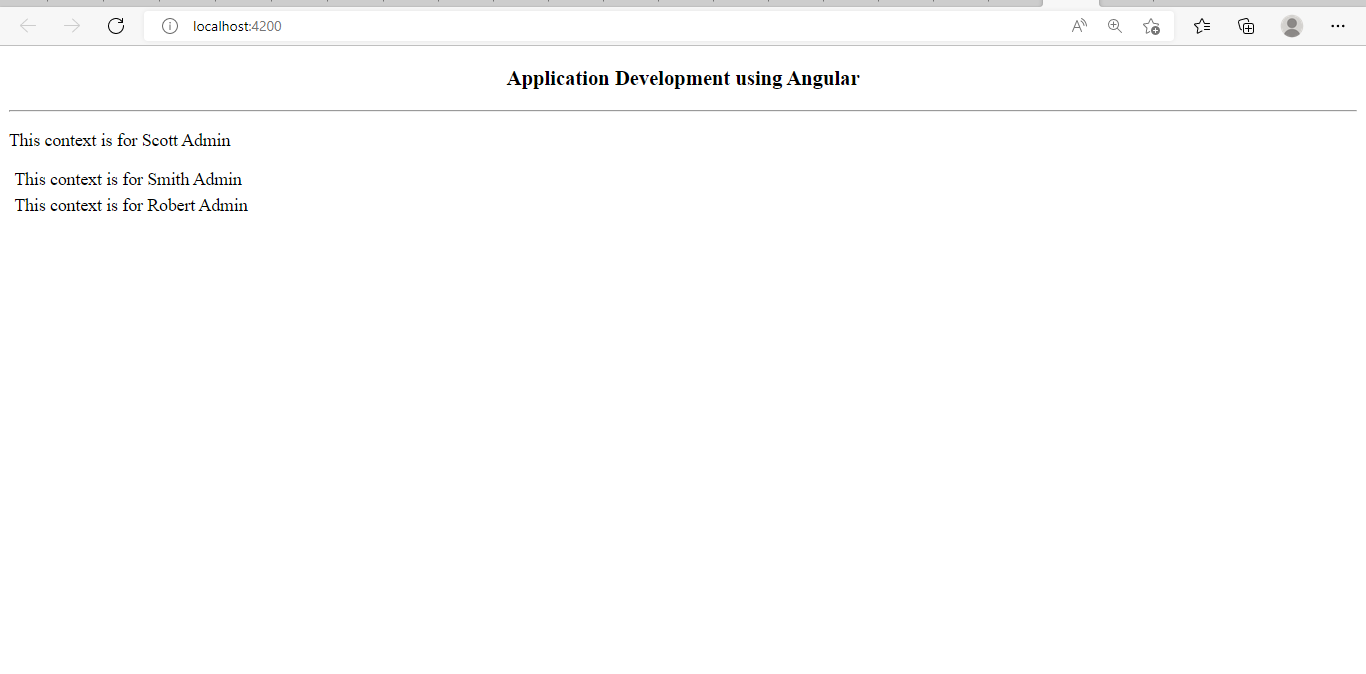 localhost:4200
Application Development using Angular
This context is for Scott Admin
This context is for Smith Admin
This context is for Robert Admin